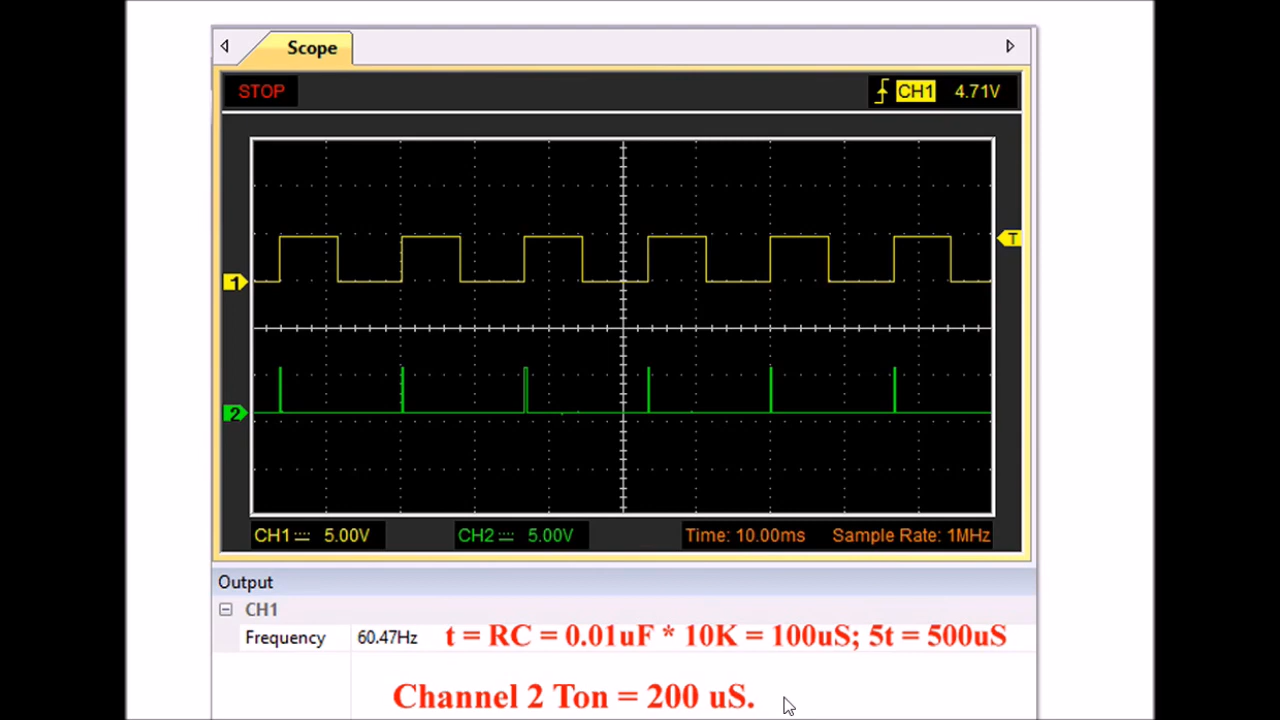 Scope
STOP
CH1 4.71V
T
1
2
CH1 5.00V
CH2 5.00V
Time: 10.00ms Sample Rate: 1MHz
Output
CH1
Frequency 60.47Hz t = RC = 0.01uF * 10K = 100uS; 5t = 500uS
Channel 2 Ton = 200 uS.